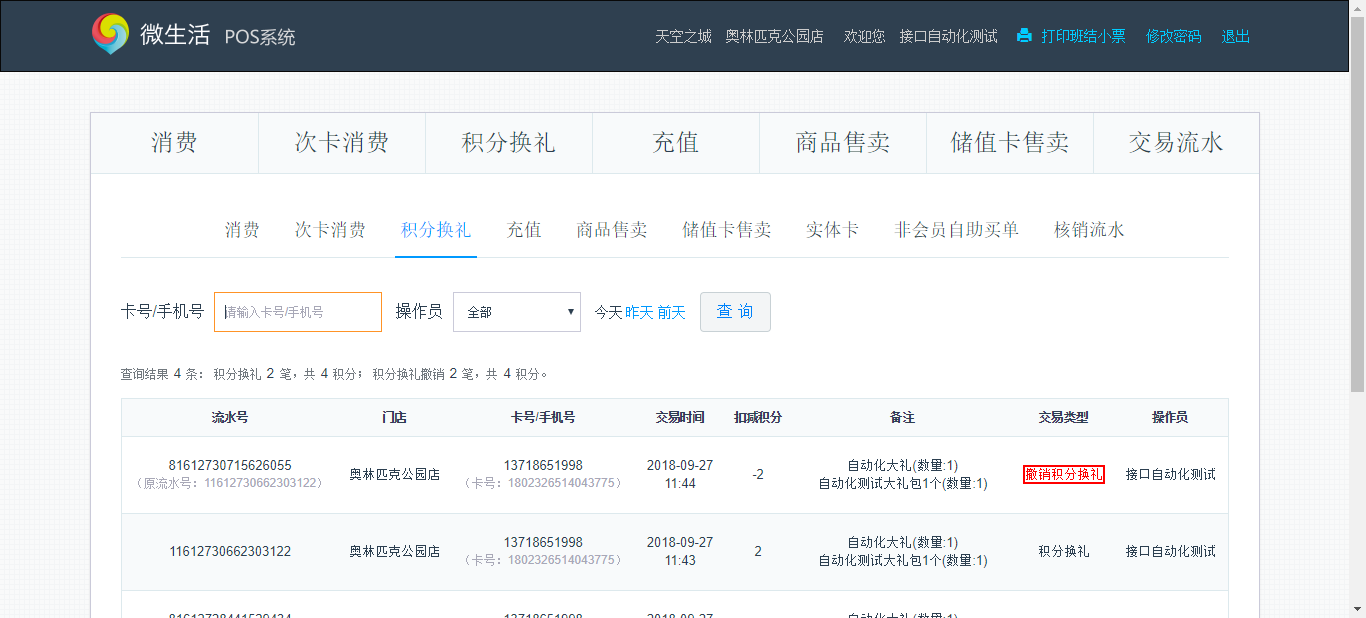 微生活 POS系统
天空之城 奥林匹克公园店 欢迎您 接口自动化测试 打印班结小票 修改密码 退出
消费 次卡消费 积分换礼 充值 商品售卖 储值卡售卖 交易流水
消费 次卡消费 积分换礼 充值 商品售卖 储值卡售卖 实体卡 非会员自助买单 核销流水
卡号/手机号 请输入卡号/手机号 操作员 全部 今天 昨天 前天 查 询
查询结果 4 条： 积分换礼 2 笔，共 4 积分； 积分换礼撤销 2 笔，共 4 积分。
流水号 门店 卡号/手机号 交易时间 扣减积分 备注 交易类型 操作员
81612730715626055
（原流水号：11612730662303122）
奥林匹克公园店
13718651998
（卡号：1802326514043775）
2018-09-27
11:44
-2
自动化大礼(数量:1)
自动化测试大礼包1个(数量:1)
撤销积分换礼
接口自动化测试
11612730662303122
奥林匹克公园店
13718651998
（卡号：1802326514043775）
2018-09-27
11:43
2
自动化大礼(数量:1)
自动化测试大礼包1个(数量:1)
积分换礼
接口自动化测试
13718651998
2018-09-27
自动化大礼(数量:1)